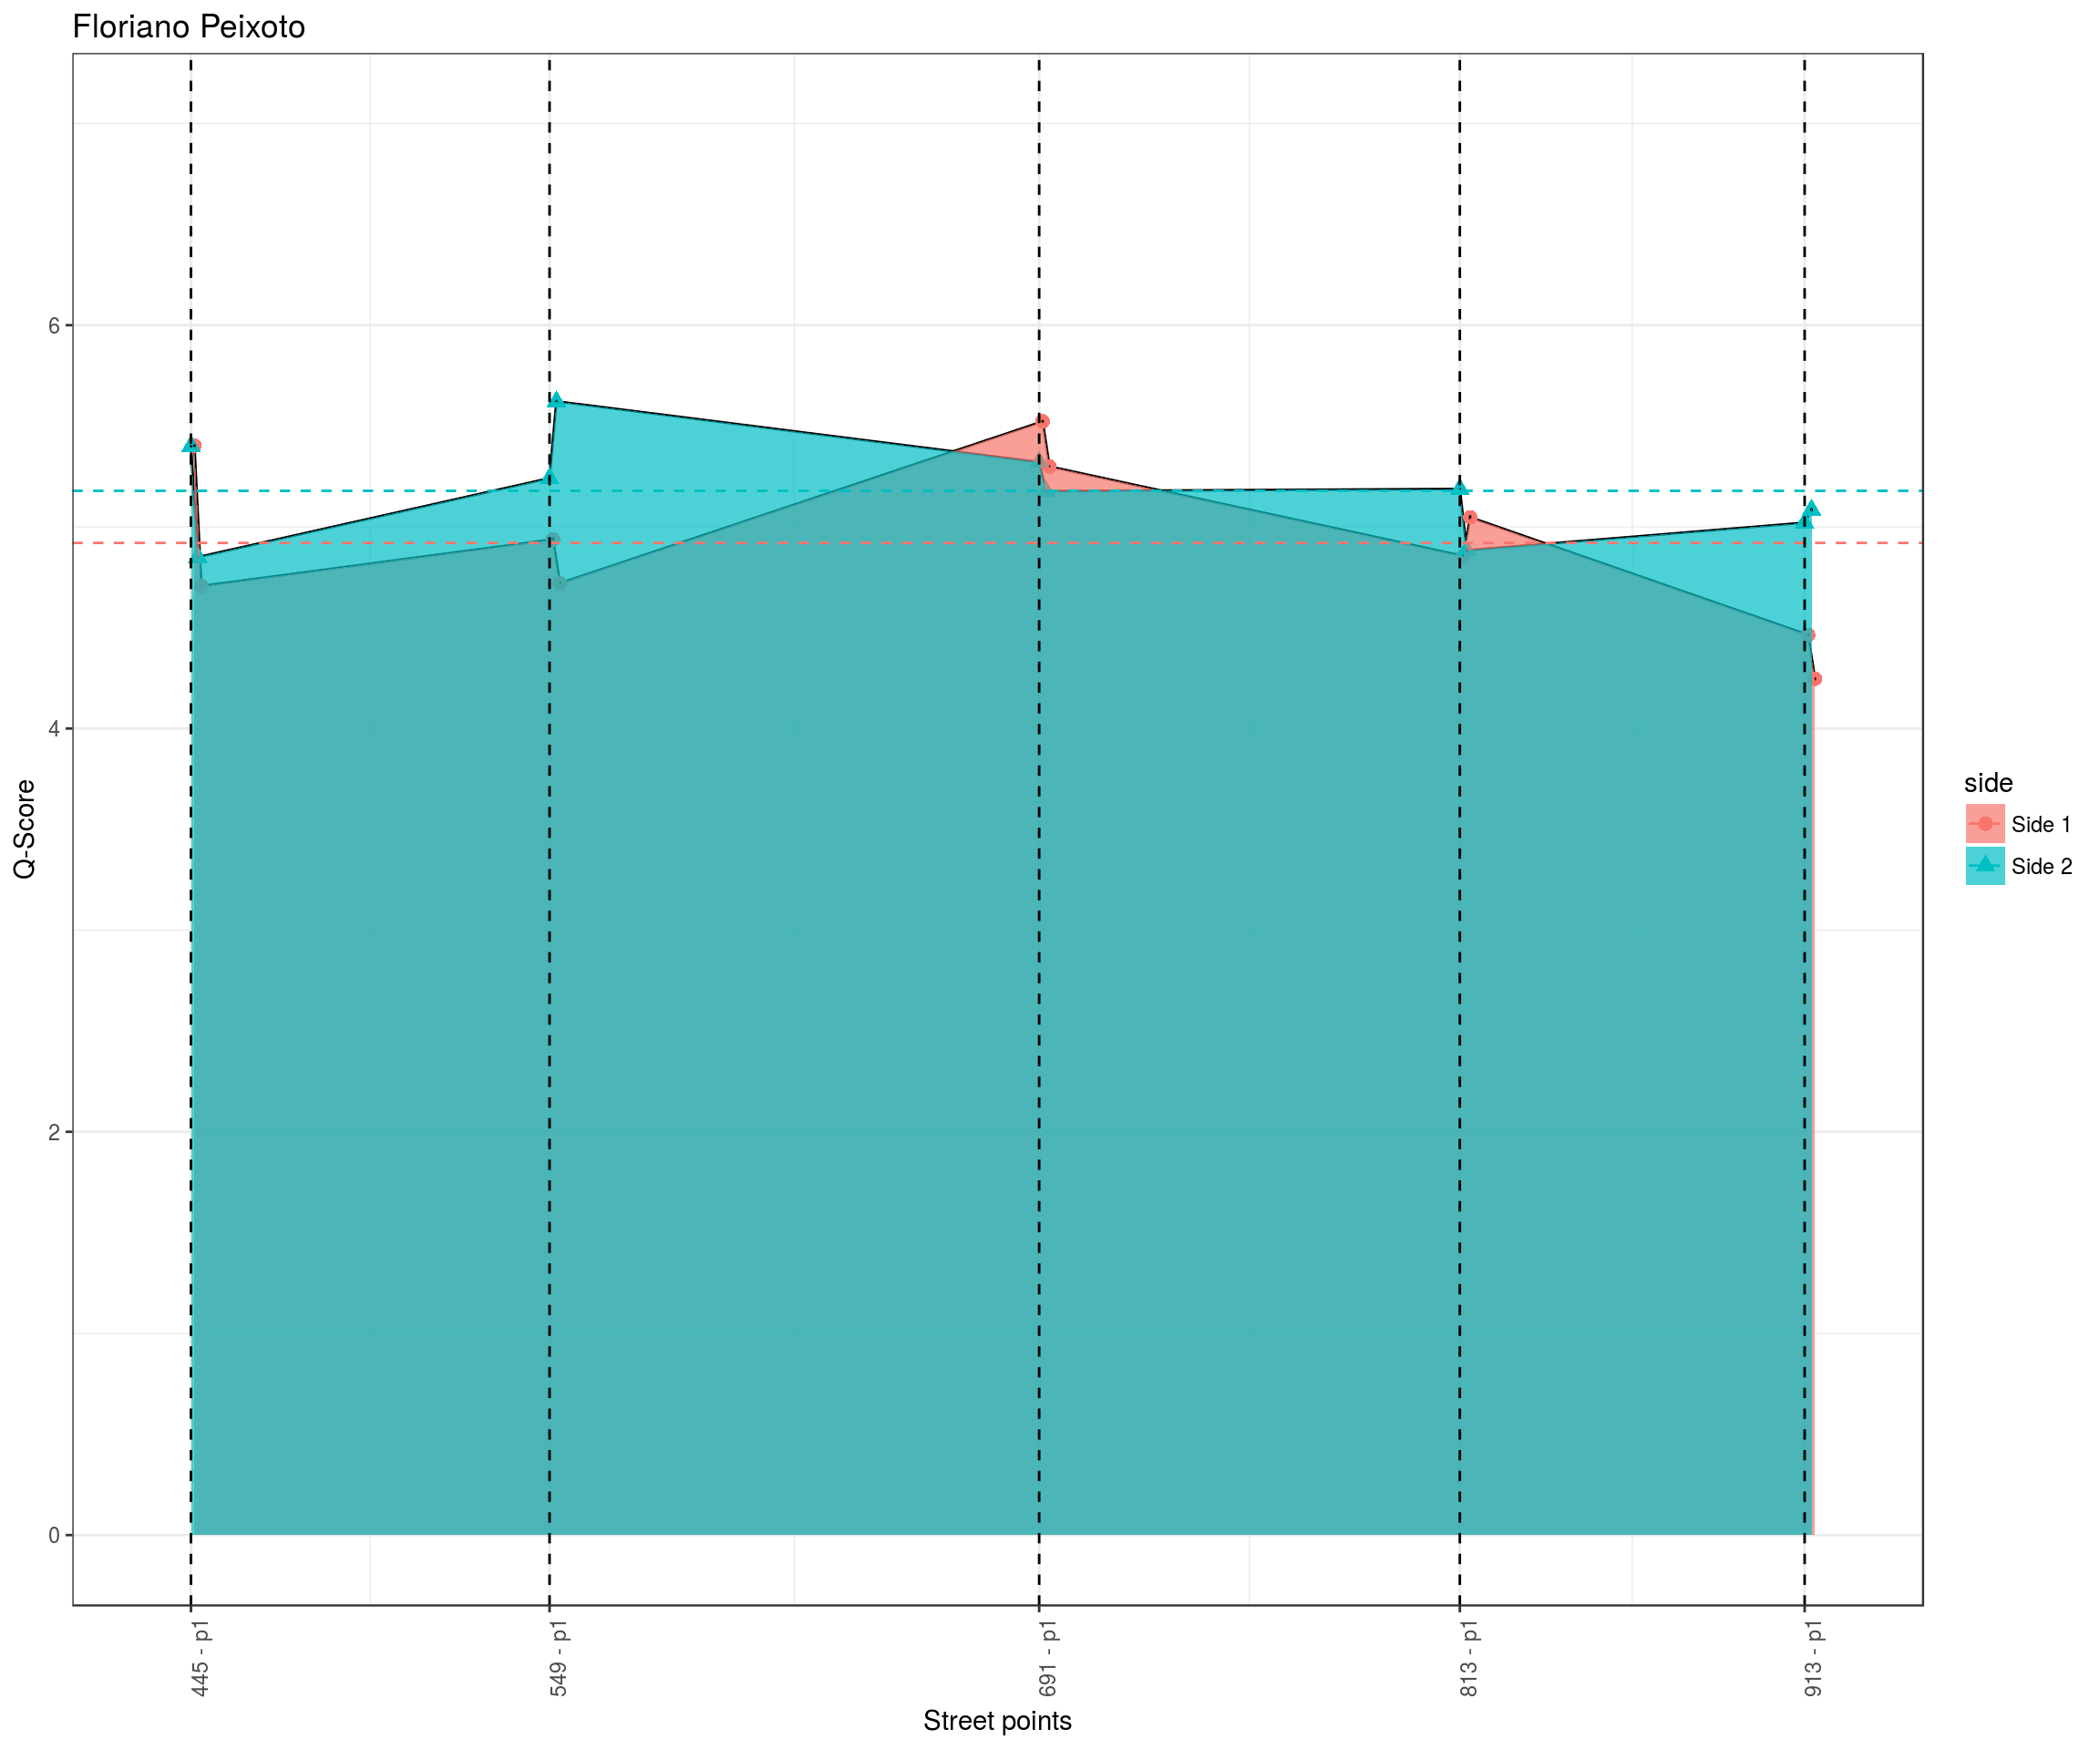 Floriano Peixoto
6
4
2
0
Q-Score
445 - p1
549 - p1
691 - p1
813 - p1
913 - p1
Street points
side
Side 1
Side 2